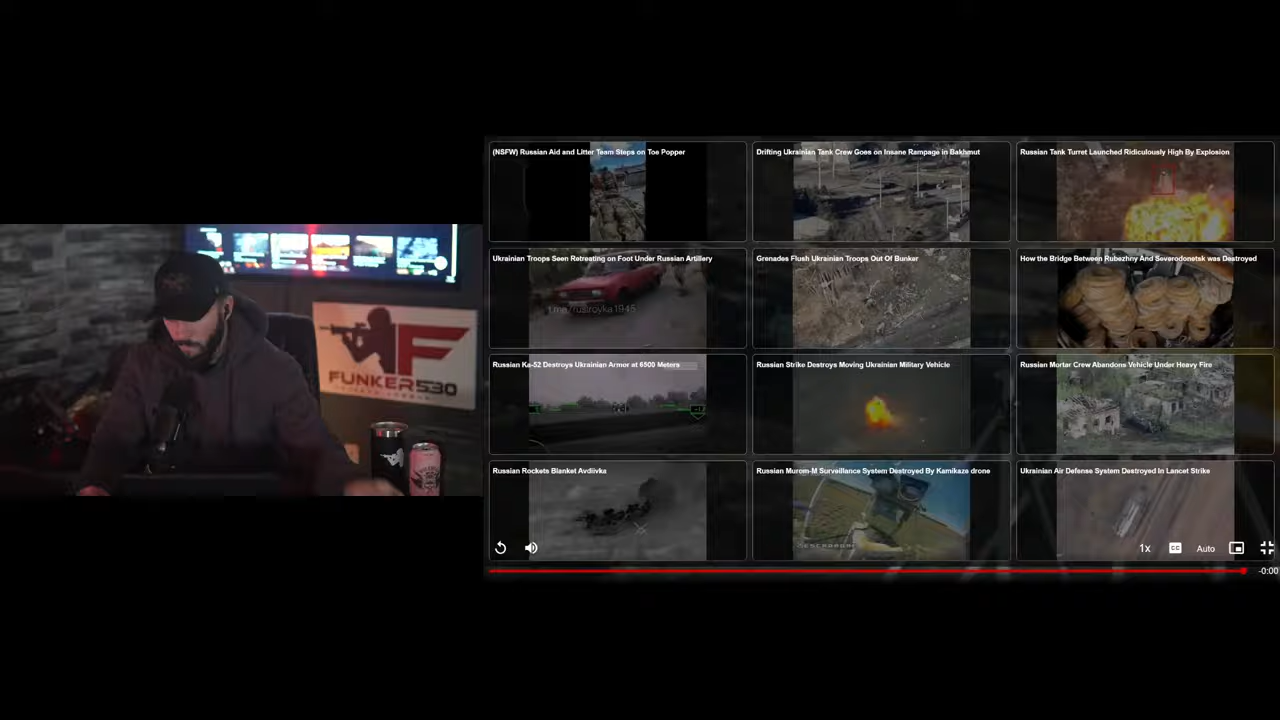 (NSFW) Russian Aid and Litter Team Steps on Toe Popper
Drifting Ukrainian Tank Crew Goes on Insane Rampage in Bakhmut
Russian Tank Turret Launched Ridiculously High By Explosion
Ukrainian Troops Seen Retreating on Foot Under Russian Artillery
t.me/rusiroyka1945
Grenades Flush Ukrainian Troops Out Of Bunker
How the Bridge Between Rubezhny And Severodonetsk was Destroyed
F
FUNKER530
Russian Ka-52 Destroys Ukrainian Armor at 6500 Meters
Russian Strike Destroys Moving Ukrainian Military Vehicle
Russian Mortar Crew Abandons Vehicle Under Heavy Fire
Russian Rockets Blanket Avdiivka
Russian Murom-M Surveillance System Destroyed By Kamikaze drone
Ukrainian Air Defense System Destroyed In Lancet Strike
1x
CC
Auto
-0:00